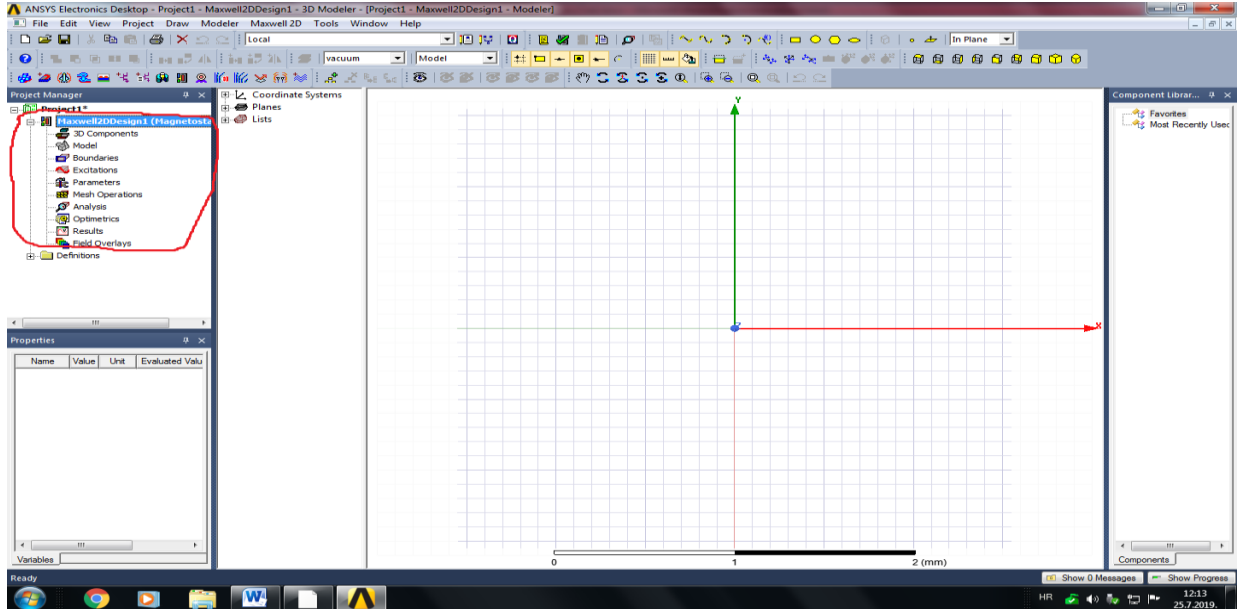 ANSYS Electronics Desktop - Project1 - Maxwell2DDesign1 - 3D Modeler - [Project1 - Maxwell2DDesign1 - Modeler]
File Edit View Project Draw Modeler Maxwell 2D Tools Window Help
Local In Plane
vacuum Model
Project Manager
Project1*
Maxwell2DDesign1 (Magnetosta
3D Components
Model
Boundaries
Excitations
Parameters
Mesh Operations
Analysis
Optimetrics
Results
Field Overlays
Definitions
Coordinate Systems
Planes
Lists
Y
X
0 1 2 (mm)
Component Librar...
Favorites
Most Recently Usec
Properties
Name Value Unit Evaluated Valu
Variables
Components
Ready
Show 0 Messages Show Progress
HR 12:13
25.7.2019.